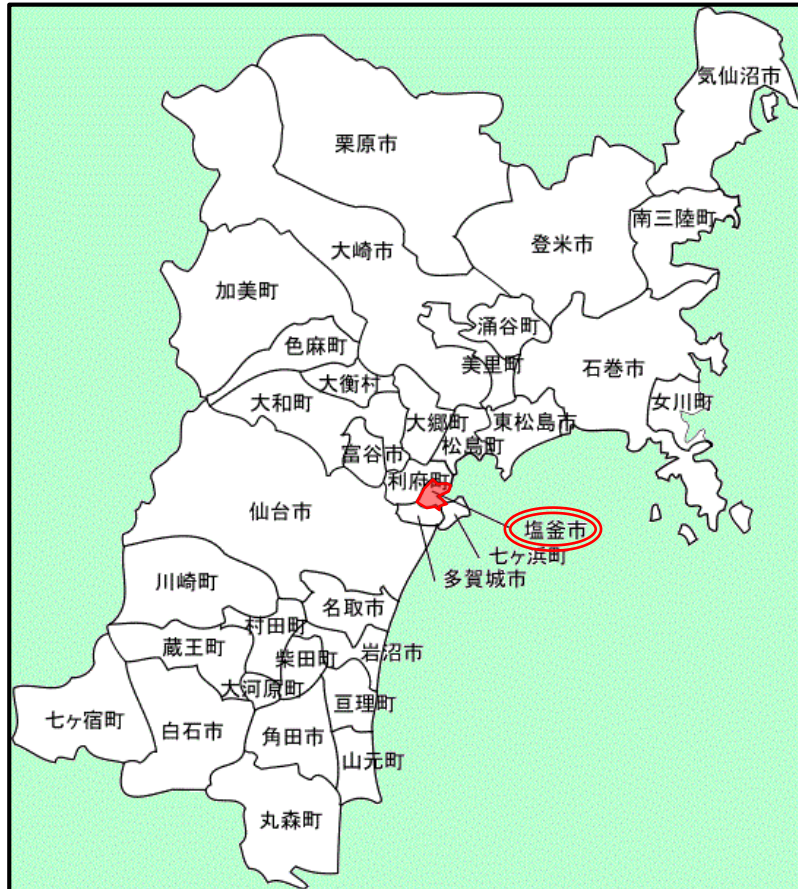 気仙沼市
栗原市
南三陸町
登米市
大崎市
加美町
涌谷町
色麻町
美里町
石巻市
大衡村
女川町
大和町
大郷町
東松島市
松島町
富谷市
利府町
仙台市
塩釜市
七ヶ浜町
多賀城市
川崎町
名取市
村田町
蔵王町
柴田町
岩沼市
大河原町
亘理町
七ヶ宿町
白石市
角田市
山元町
丸森町